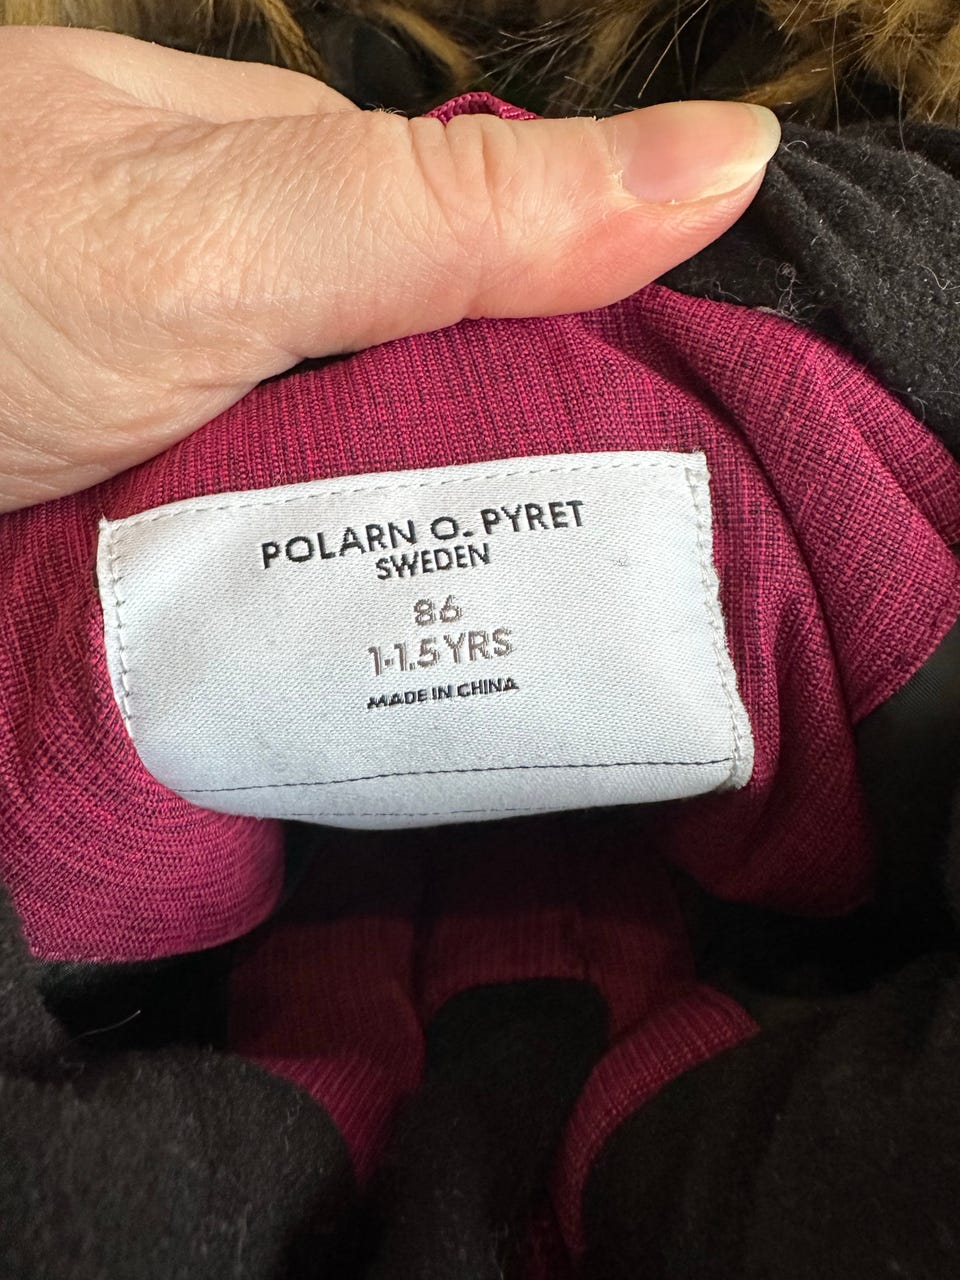 POLARN O. PYRET
SWEDEN
86
1-1.5 YRS
MADE IN CHINA